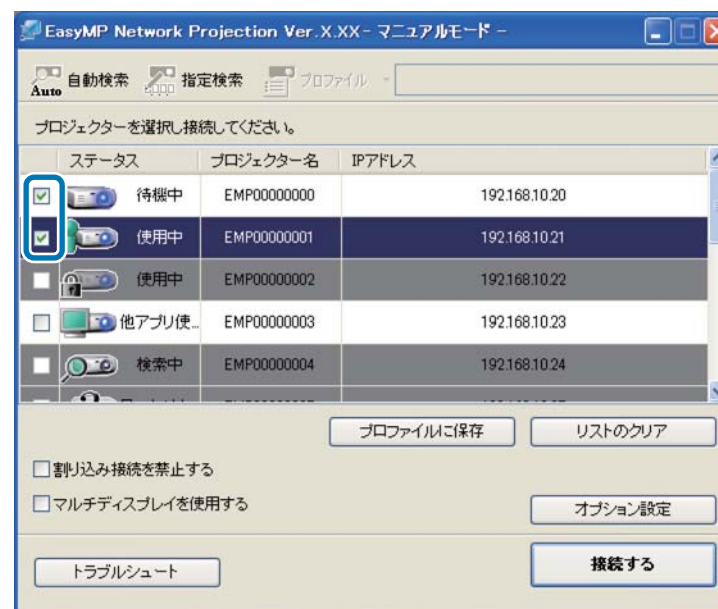 EasyMP Network Projection Ver.X.XX- マニュアルモード -
Auto 自動検索 指定検索 プロファイル
プロジェクターを選択し接続してください。
ステータス プロジェクター名 IPアドレス
待機中 EMP00000000 192.168.10.20
使用中 EMP00000001 192.168.10.21
使用中 EMP00000002 192.168.10.22
他アプリ使... EMP00000003 192.168.10.23
検索中 EMP00000004 192.168.10.24
プロファイルに保存 リストのクリア
割り込み接続を禁止する
マルチディスプレイを使用する
オプション設定
トラブルシュート 接続する